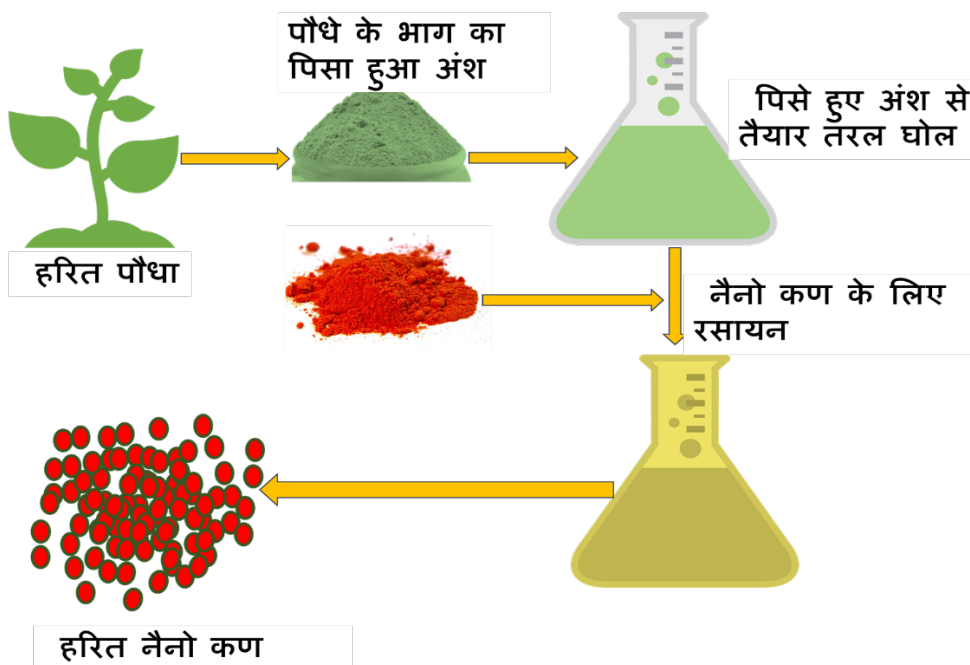 पौधे के भाग का
पिसा हुआ अंश
पिसे हुए अंश से
तैयार तरल घोल
हरित पौधा
नैनो कण के लिए
रसायन
हरित नैनो कण